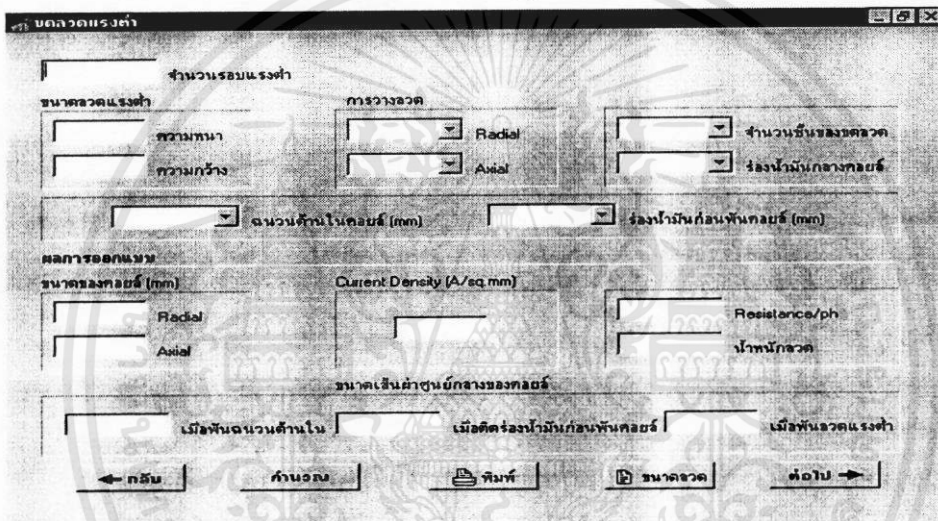 ขดลวดแรงต่ำ
จำนวนรอบแรงต่ำ
ขนาดลวดแรงต่ำ
การวางลวด
ความหนา
Radial
จำนวนชั้นของขดลวด
ความกว้าง
Axial
ร่องน้ำมันกลางคอยล์
ฉนวนด้านในคอยล์ (mm)
ร่องน้ำมันก่อนพันคอยล์ (mm)
ผลการออกแบบ
ขนาดของคอยล์ (mm)
Current Density (A/sq.mm)
Radial
Resistance/ph
Axial
น้ำหนักลวด
ขนาดเส้นผ่าศูนย์กลางของคอยล์
เมื่อพันฉนวนด้านใน
เมื่อติดร่องน้ำมันก่อนพันคอยล์
เมื่อพันลวดแรงต่ำ
กลับ
คำนวณ
พิมพ์
ขนาดลวด
ต่อไป